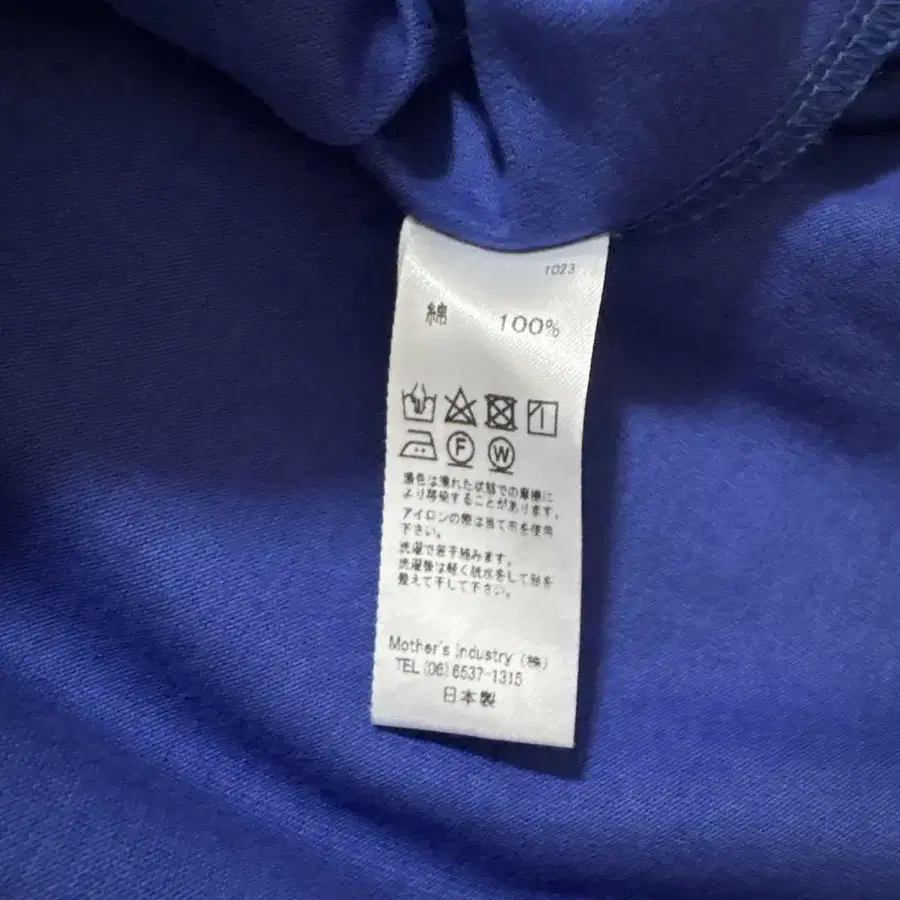 1023
綿 100%
F W
濃色は濡れた状態での摩擦に
より移染することがあります。
アイロンの際は当て布を使用
下さい。
洗濯で若干縮みます。
洗濯後は軽く脱水をして形を
整えて干して下さい。
Mother's Industry (株)
TEL (06) 6537-1315
日本製